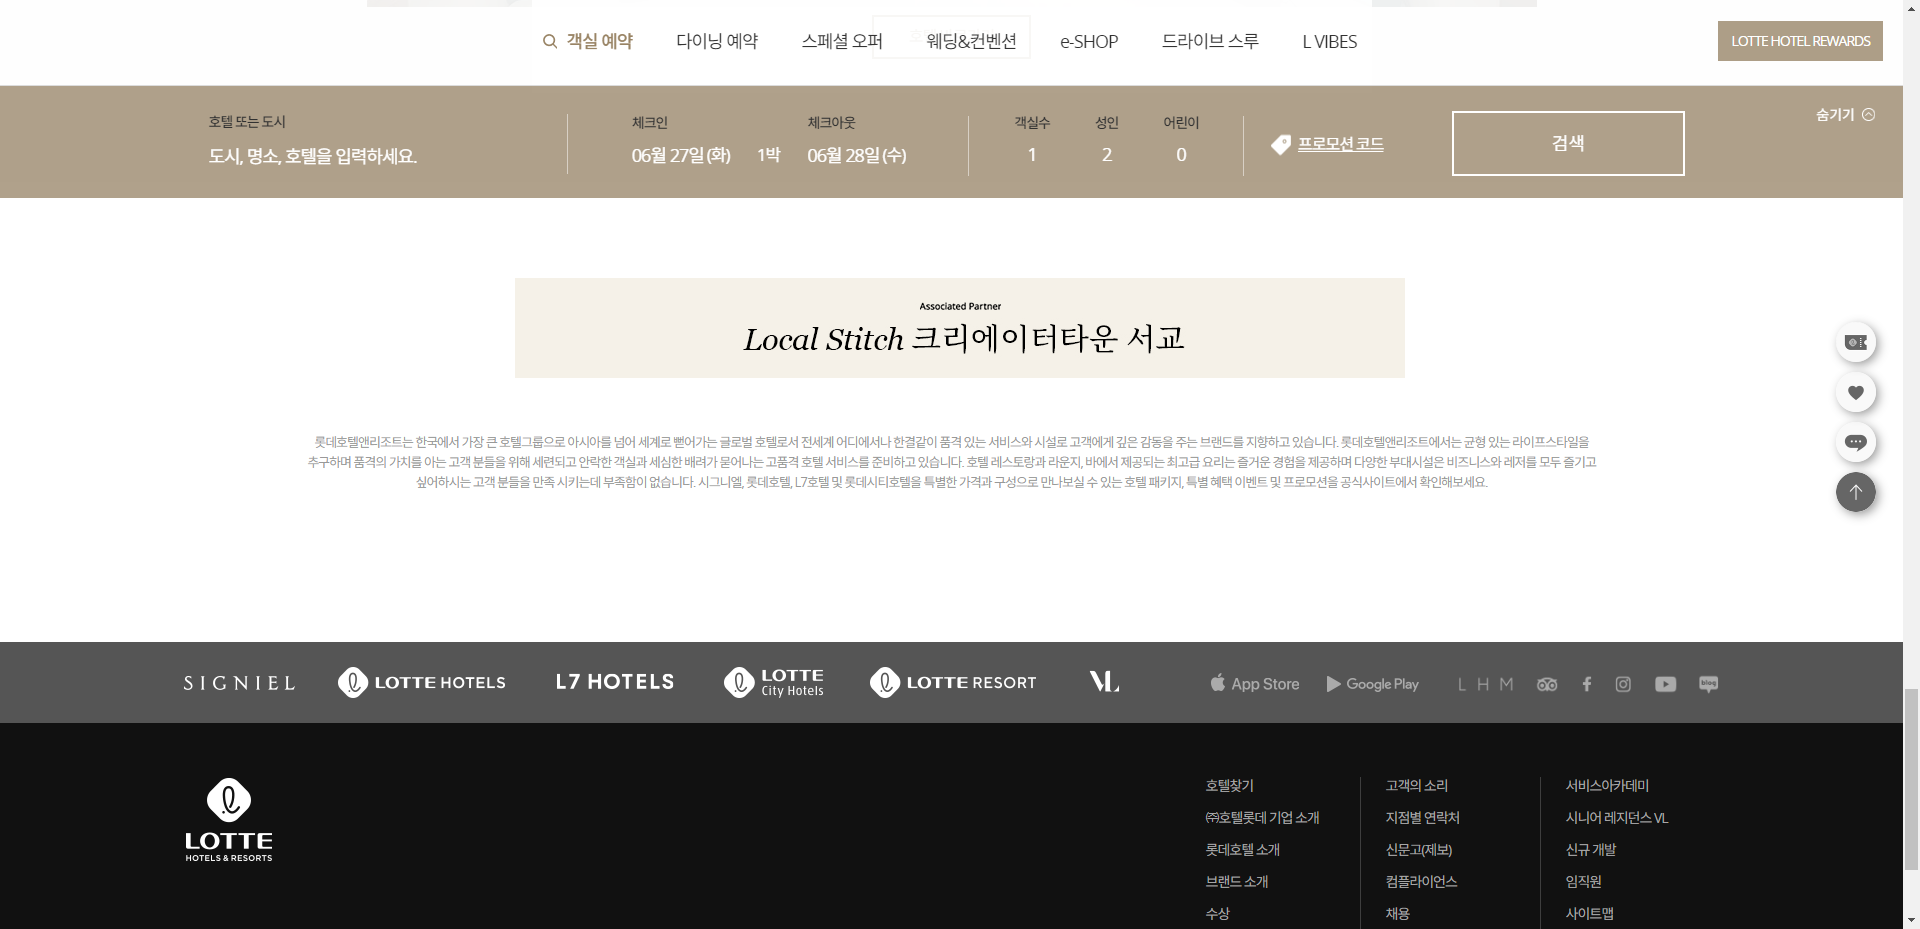 객실 예약 다이닝 예약 스페셜 오퍼 웨딩&컨벤션 e-SHOP 드라이브 스루 L VIBES
LOTTE HOTEL REWARDS
호텔 또는 도시
도시, 명소, 호텔을 입력하세요.
체크인 체크아웃
06월 27일 (화) 1박 06월 28일 (수)
객실수 성인 어린이
1 2 0
프로모션 코드
검색
숨기기
Associated Partner
Local Stitch 크리에이터타운 서교
롯데호텔앤리조트는 한국에서 가장 큰 호텔그룹으로 아시아를 넘어 세계로 뻗어가는 글로벌 호텔로서 전세계 어디에서나 한결같이 품격 있는 서비스와 시설로 고객에게 깊은 감동을 주는 브랜드를 지향하고 있습니다. 롯데호텔앤리조트에서는 균형 있는 라이프스타일을
추구하며 품격의 가치를 아는 고객 분들을 위해 세련되고 안락한 객실과 세심한 배려가 묻어나는 고품격 호텔 서비스를 준비하고 있습니다. 호텔 레스토랑과 라운지, 바에서 제공되는 최고급 요리는 즐거운 경험을 제공하며 다양한 부대시설은 비즈니스와 레저를 모두 즐기고
싶어하시는 고객 분들을 만족 시키는데 부족함이 없습니다. 시그니엘, 롯데호텔, L7호텔 및 롯데시티호텔을 특별한 가격과 구성으로 만나보실 수 있는 호텔 패키지, 특별 혜택 이벤트 및 프로모션을 공식사이트에서 확인해보세요.
SIGNIEL
LOTTE HOTELS
L7 HOTELS
LOTTE
City Hotels
LOTTE RESORT
VL
App Store
Google Play
L H M
blog
LOTTE
HOTELS & RESORTS
호텔찾기
㈜호텔롯데 기업 소개
롯데호텔 소개
브랜드 소개
수상
고객의 소리
지점별 연락처
신문고(제보)
컴플라이언스
채용
서비스아카데미
시니어 레지던스 VL
신규 개발
임직원
사이트맵